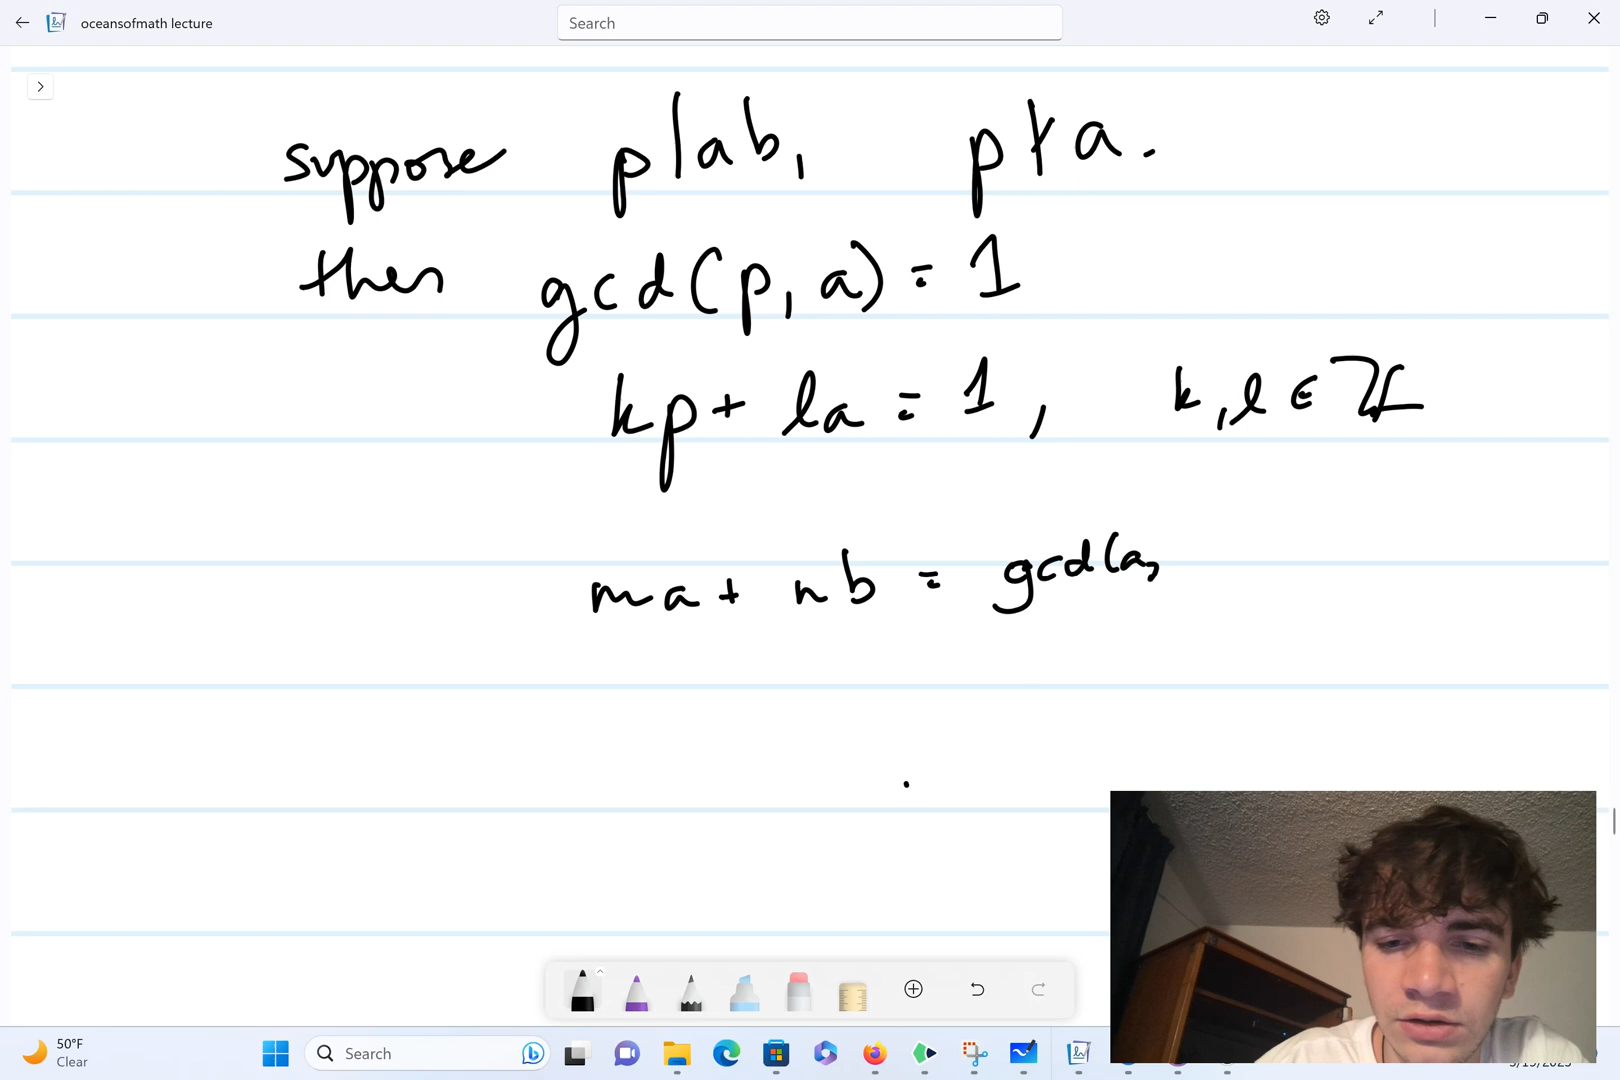 oceansofmath lecture
Search
suppose p|ab, p∤a.
then gcd(p, a) = 1
kp + la = 1, k, l ∈ ℤ
ma + nb = gcd(a,
50°F
Clear
Search